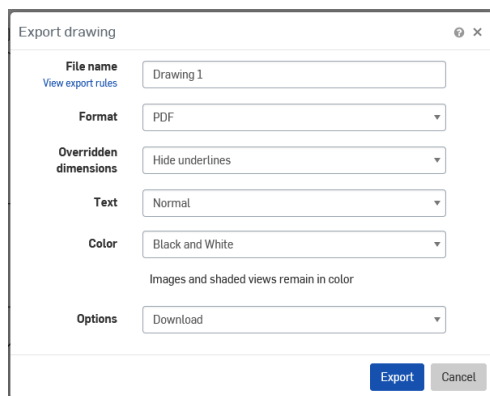 Export drawing
File name
View export rules
Drawing 1
Format
PDF
Overridden
dimensions
Hide underlines
Text
Normal
Color
Black and White
Images and shaded views remain in color
Options
Download
Export
Cancel